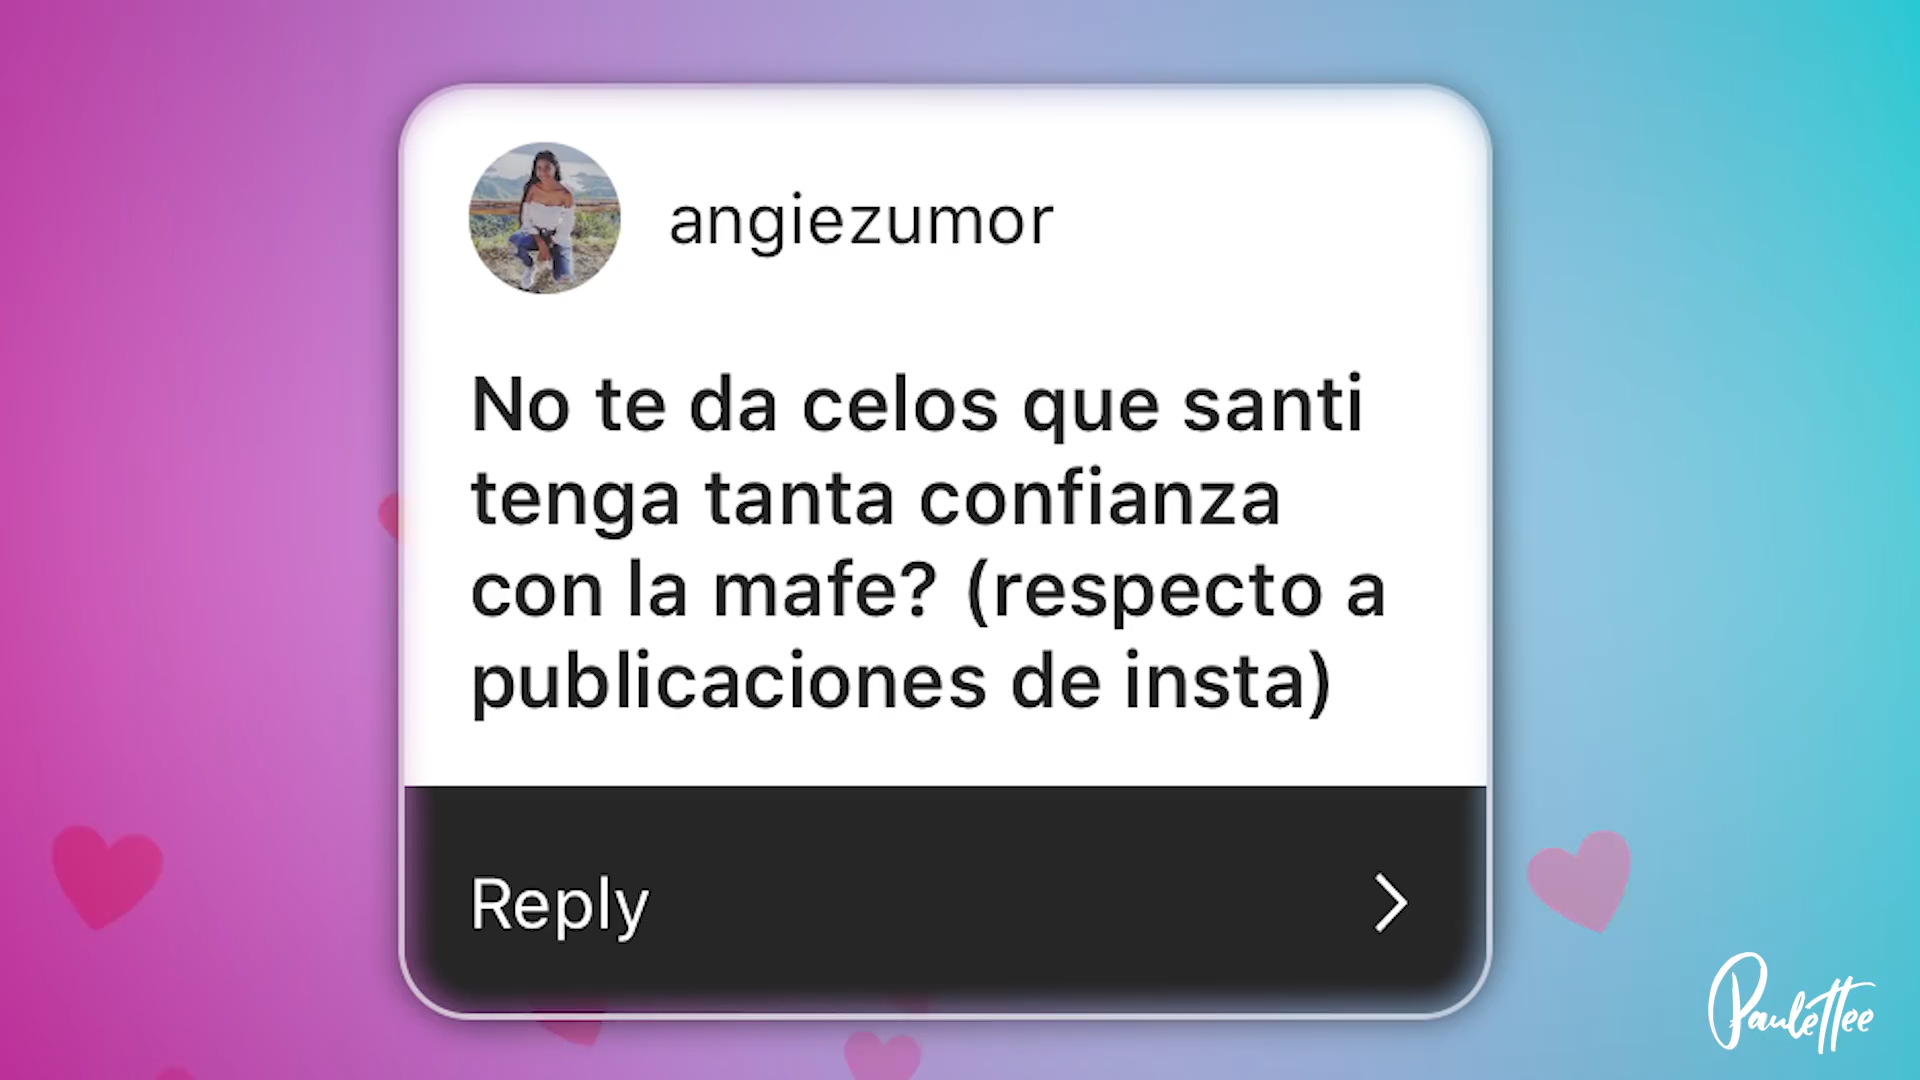 angiezumor
No te da celos que santi
tenga tanta confianza
con la mafe? (respecto a
publicaciones de insta)
Reply
Paulettee